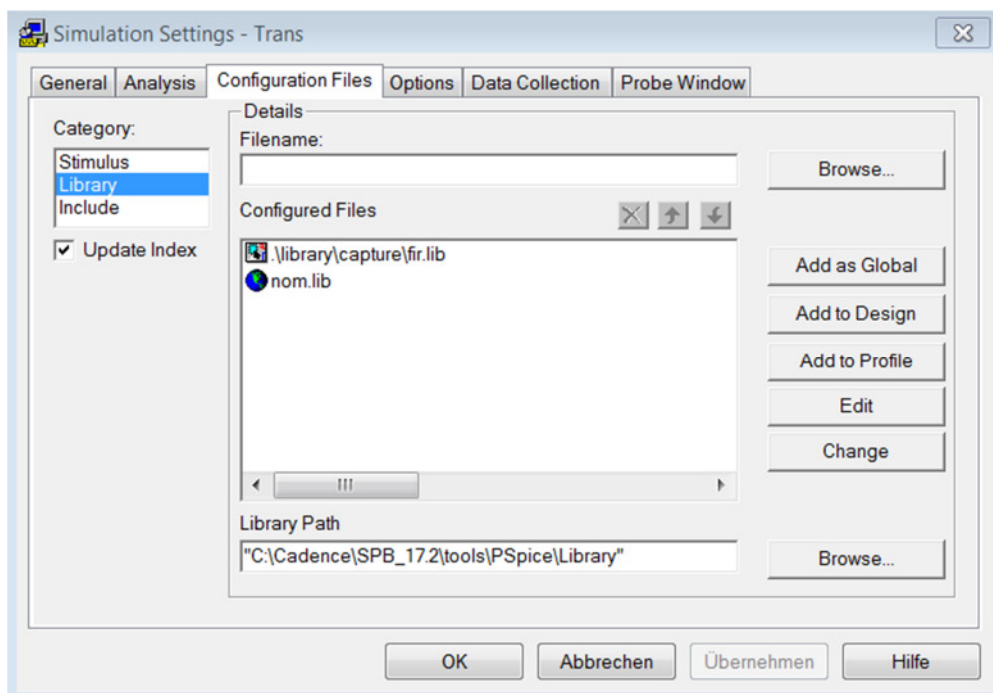 Simulation Settings - Trans
General Analysis Configuration Files Options Data Collection Probe Window
Category:
Stimulus
Library
Include
Update Index
Details
Filename:
Browse...
Configured Files
.\library\capture\fir.lib
nom.lib
Add as Global
Add to Design
Add to Profile
Edit
Change
Library Path
"C:\Cadence\SPB_17.2\tools\PSpice\Library"
Browse...
OK Abbrechen Übernehmen Hilfe